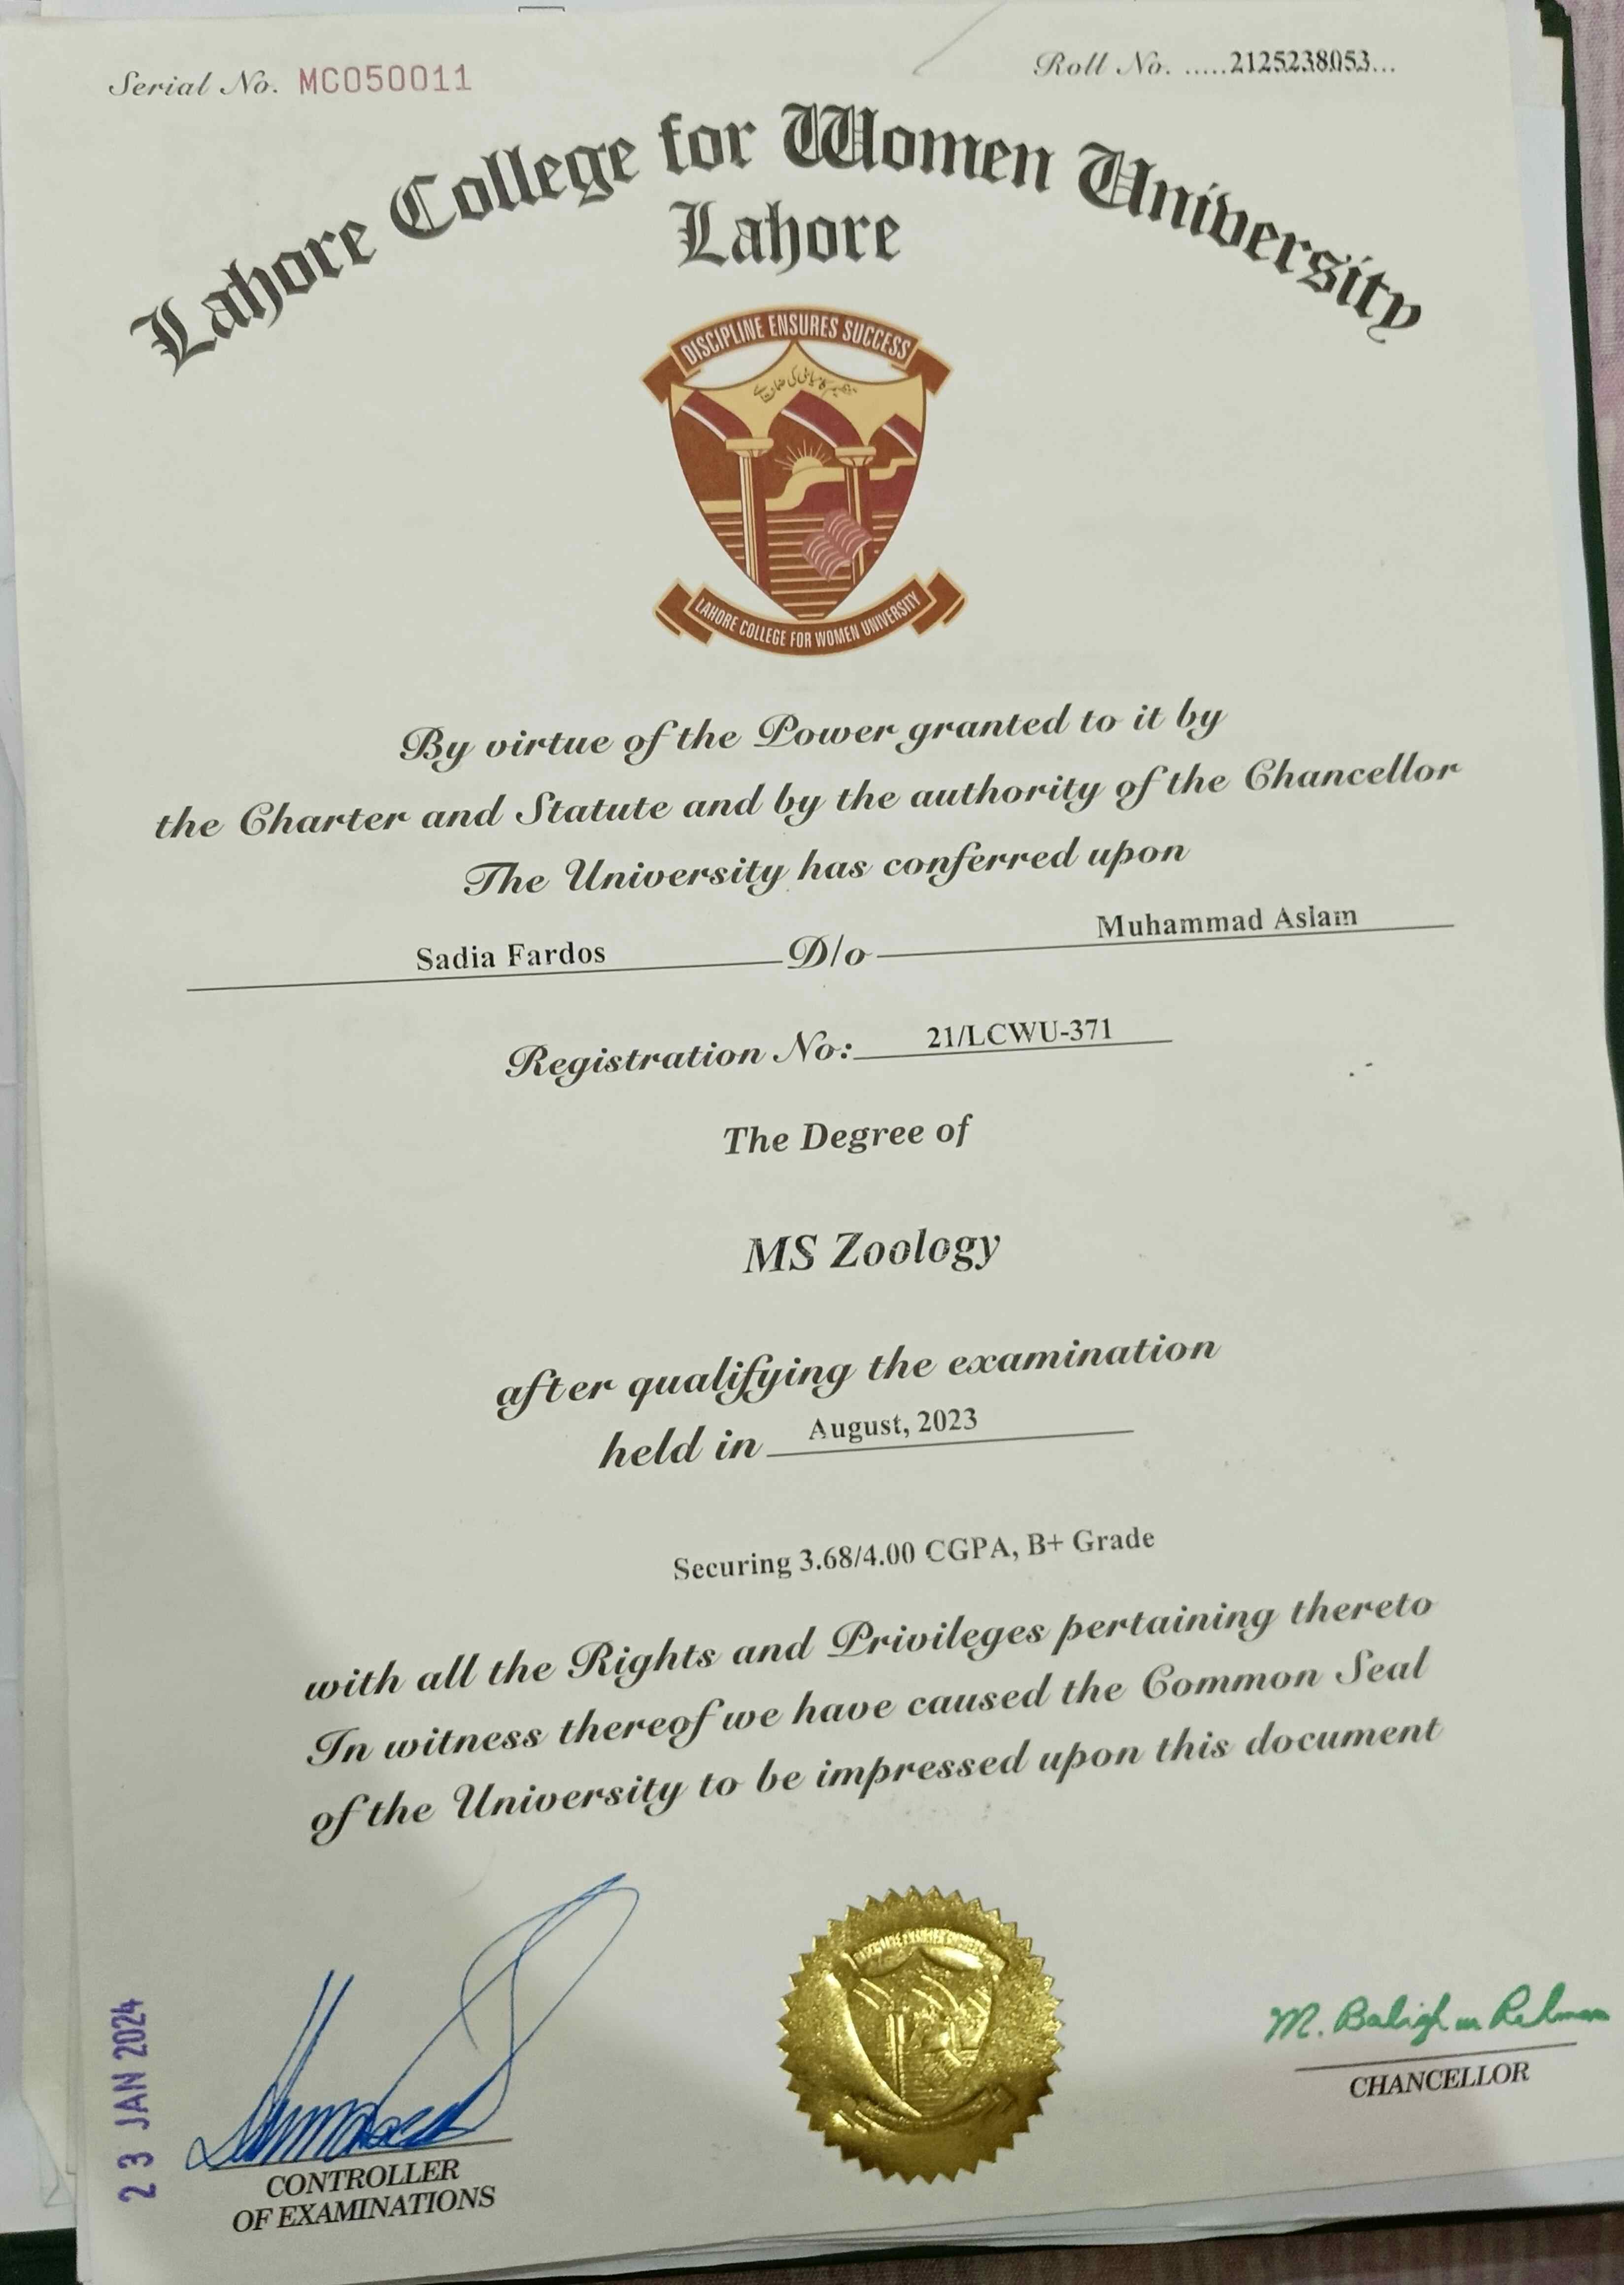 Serial No. MC050011
Roll No. .....2125238053...
Lahore College for Women University
Lahore
DISCIPLINE ENSURES SUCCESS
LAHORE COLLEGE FOR WOMEN UNIVERSITY
By virtue of the Power granted to it by
the Charter and Statute and by the authority of the Chancellor
The University has conferred upon
Sadia Fardos D/o Muhammad Aslam
Registration No: 21/LCWU-371
The Degree of
MS Zoology
after qualifying the examination
held in August, 2023
Securing 3.68/4.00 CGPA, B+ Grade
with all the Rights and Privileges pertaining thereto
In witness thereof we have caused the Common Seal
of the University to be impressed upon this document
23 JAN 2024
CONTROLLER
OF EXAMINATIONS
M. Baligh ur Rehman
CHANCELLOR